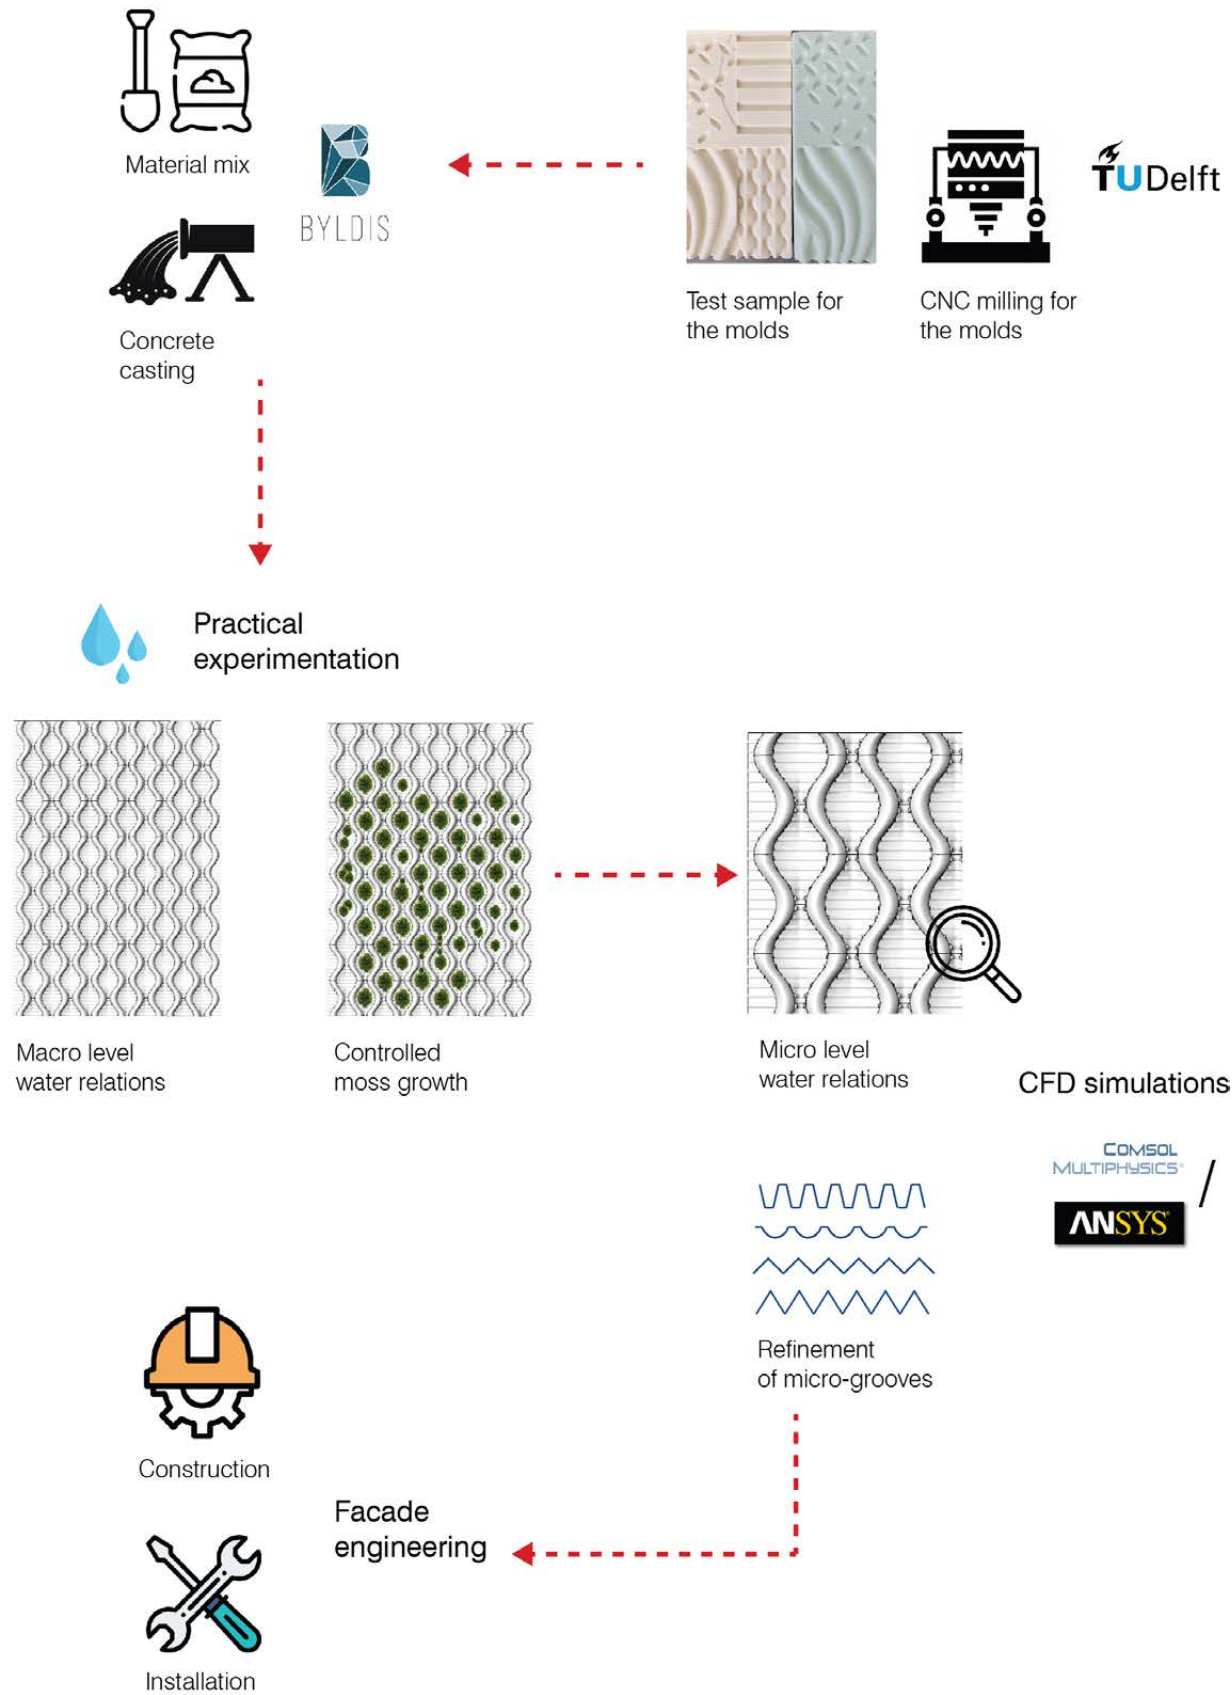 Material mix
BYLDIS
TUDelft
Concrete
casting
Test sample for
the molds
CNC milling for
the molds
Practical
experimentation
Macro level
water relations
Controlled
moss growth
Micro level
water relations
CFD simulations
COMSOL
MULTIPHYSICS®
/
ANSYS®
Refinement
of micro-grooves
Construction
Facade
engineering
Installation